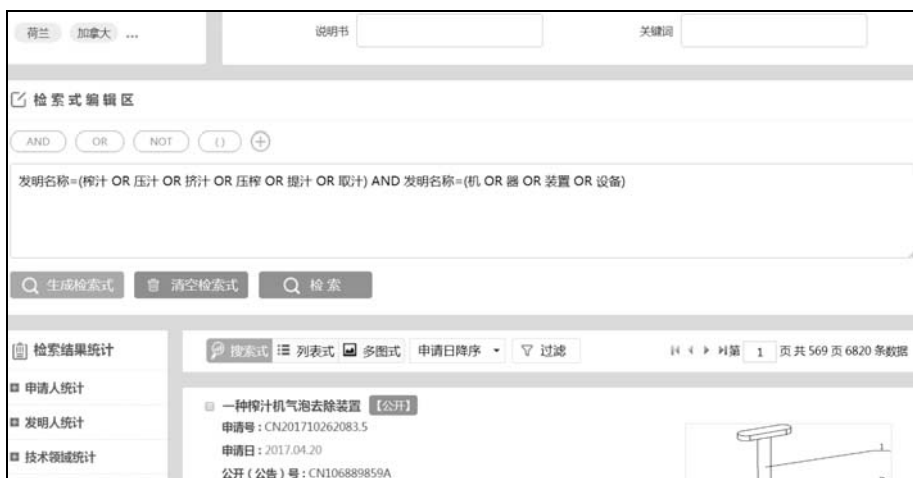 荷兰 加拿大 ...
说明书 关键词
检索式编辑区
AND OR NOT ( )
发明名称=(榨汁 OR 压汁 OR 挤汁 OR 压榨 OR 提汁 OR 取汁) AND 发明名称=(机 OR 器 OR 装置 OR 设备)
生成检索式 清空检索式 检索
检索结果统计
搜索式 列表式 多图式 申请日降序 过滤 第 1 页 共 569 页 6820 条数据
申请人统计
一种榨汁机气泡去除装置 【公开】
申请号：CN201710262083.5
发明人统计
申请日：2017.04.20
技术领域统计
公开（公告）号：CN106889859A
1